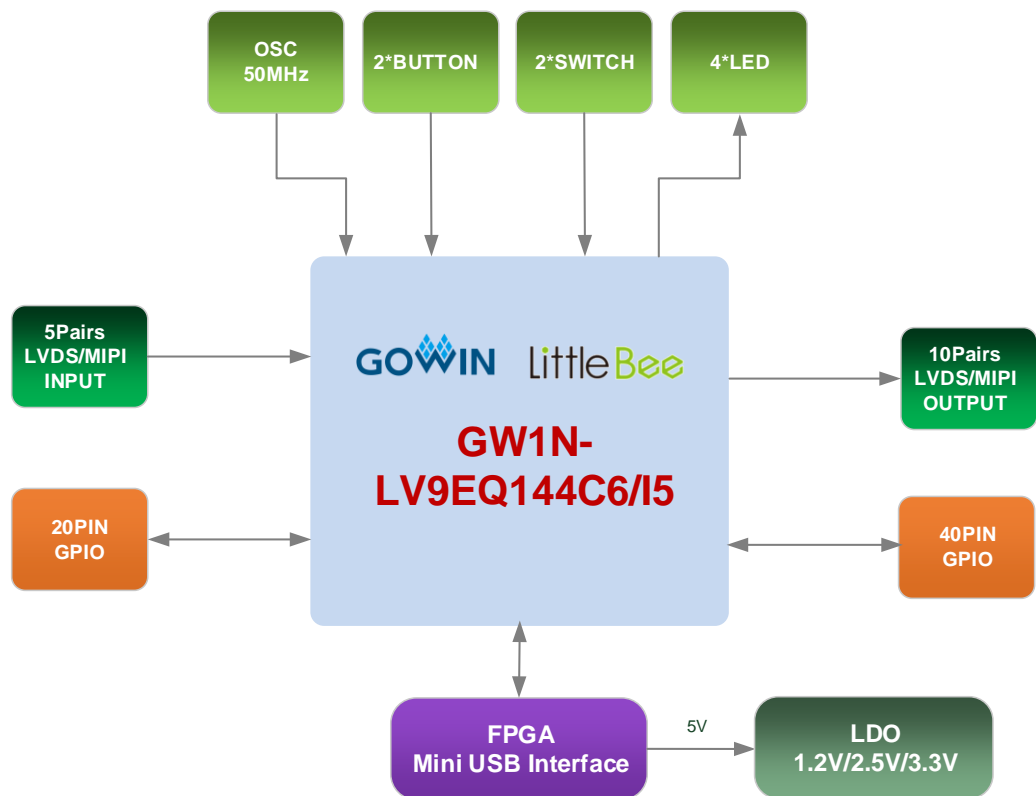 OSC
50MHz
2*BUTTON
2*SWITCH
4*LED
5Pairs
LVDS/MIPI
INPUT
GOWIN
LittleBee
10Pairs
LVDS/MIPI
OUTPUT
GW1N-
LV9EQ144C6/I5
20PIN
GPIO
40PIN
GPIO
FPGA
Mini USB Interface
5V
LDO
1.2V/2.5V/3.3V